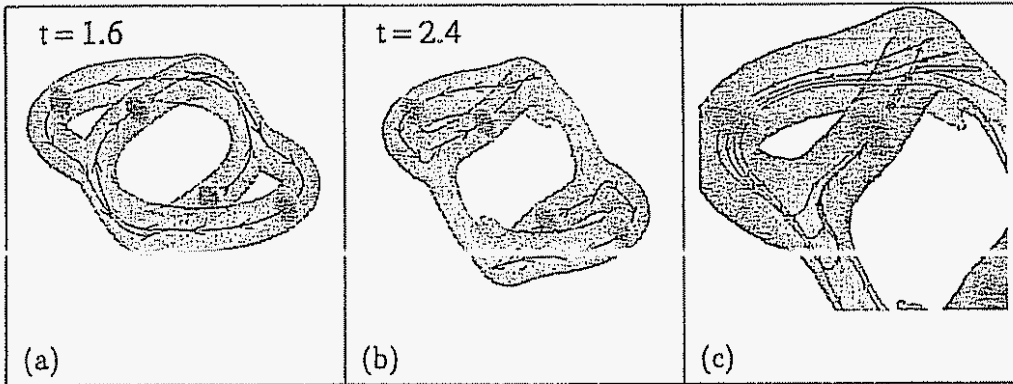 t = 1.6
t = 2.4
(a)
(b)
(c)